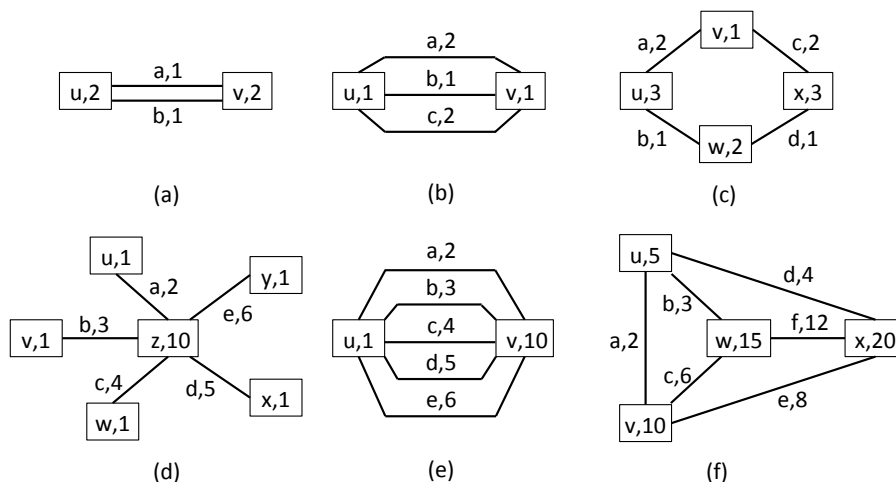 a,1
u,2
v,2
b,1
(a)
a,2
u,1
b,1
v,1
c,2
(b)
v,1
a,2
c,2
u,3
x,3
b,1
d,1
w,2
(c)
u,1
y,1
a,2
e,6
v,1
b,3
z,10
c,4
d,5
w,1
x,1
(d)
a,2
b,3
u,1
c,4
v,10
d,5
e,6
(e)
u,5
d,4
b,3
a,2
w,15
f,12
x,20
c,6
e,8
v,10
(f)